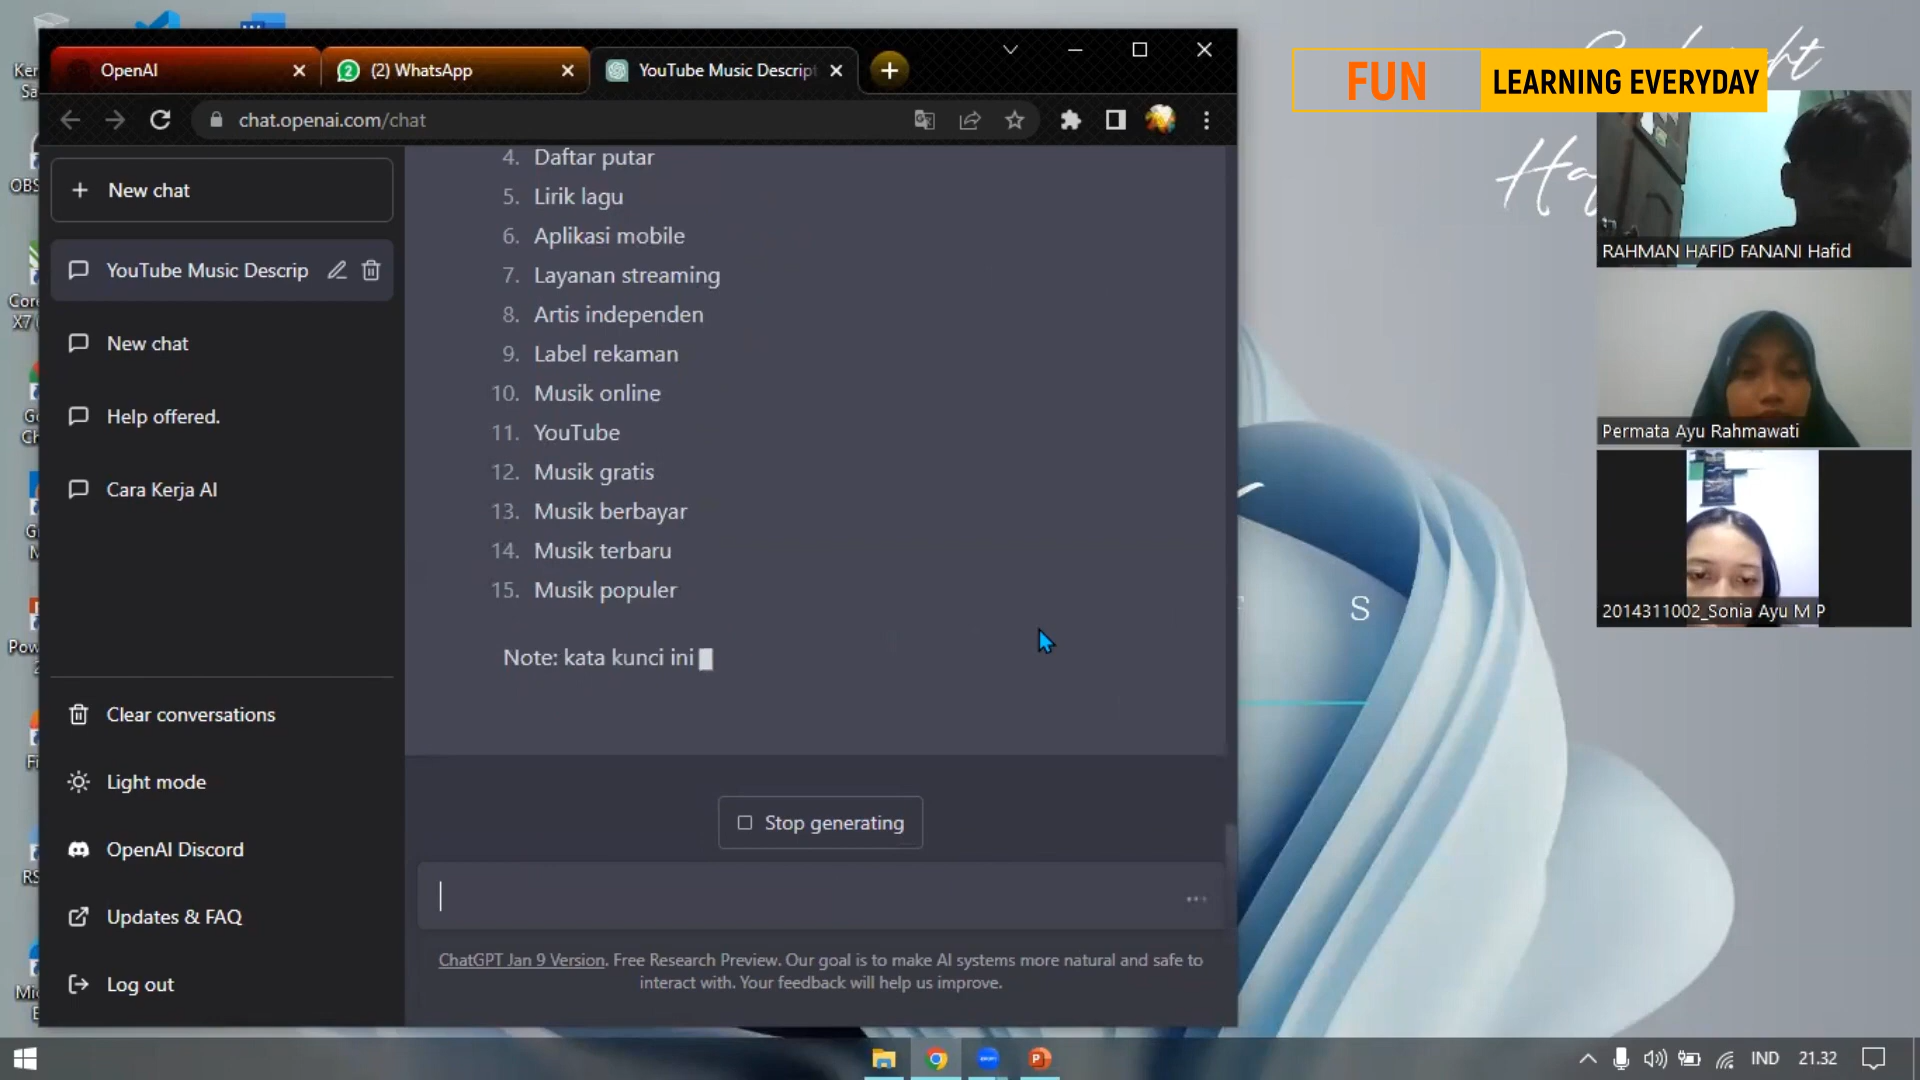 OpenAI
(2) WhatsApp
YouTube Music Descript
FUN
LEARNING EVERYDAY
chat.openai.com/chat
New chat
YouTube Music Descrip
New chat
Help offered.
Cara Kerja AI
Clear conversations
Light mode
OpenAI Discord
Updates & FAQ
Log out
4. Daftar putar
5. Lirik lagu
6. Aplikasi mobile
7. Layanan streaming
8. Artis independen
9. Label rekaman
10. Musik online
11. YouTube
12. Musik gratis
13. Musik berbayar
14. Musik terbaru
15. Musik populer
Note: kata kunci ini
Stop generating
ChatGPT Jan 9 Version. Free Research Preview. Our goal is to make AI systems more natural and safe to
interact with. Your feedback will help us improve.
RAHMAN HAFID FANANI Hafid
Permata Ayu Rahmawati
2014311002_Sonia Ayu M P
S
IND
21.32